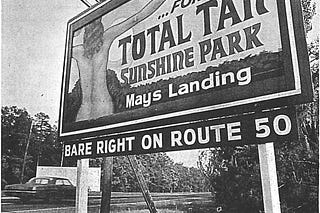 ...FOR
TOTAL TAN
SUNSHINE PARK
Mays Landing
BARE RIGHT ON ROUTE 50